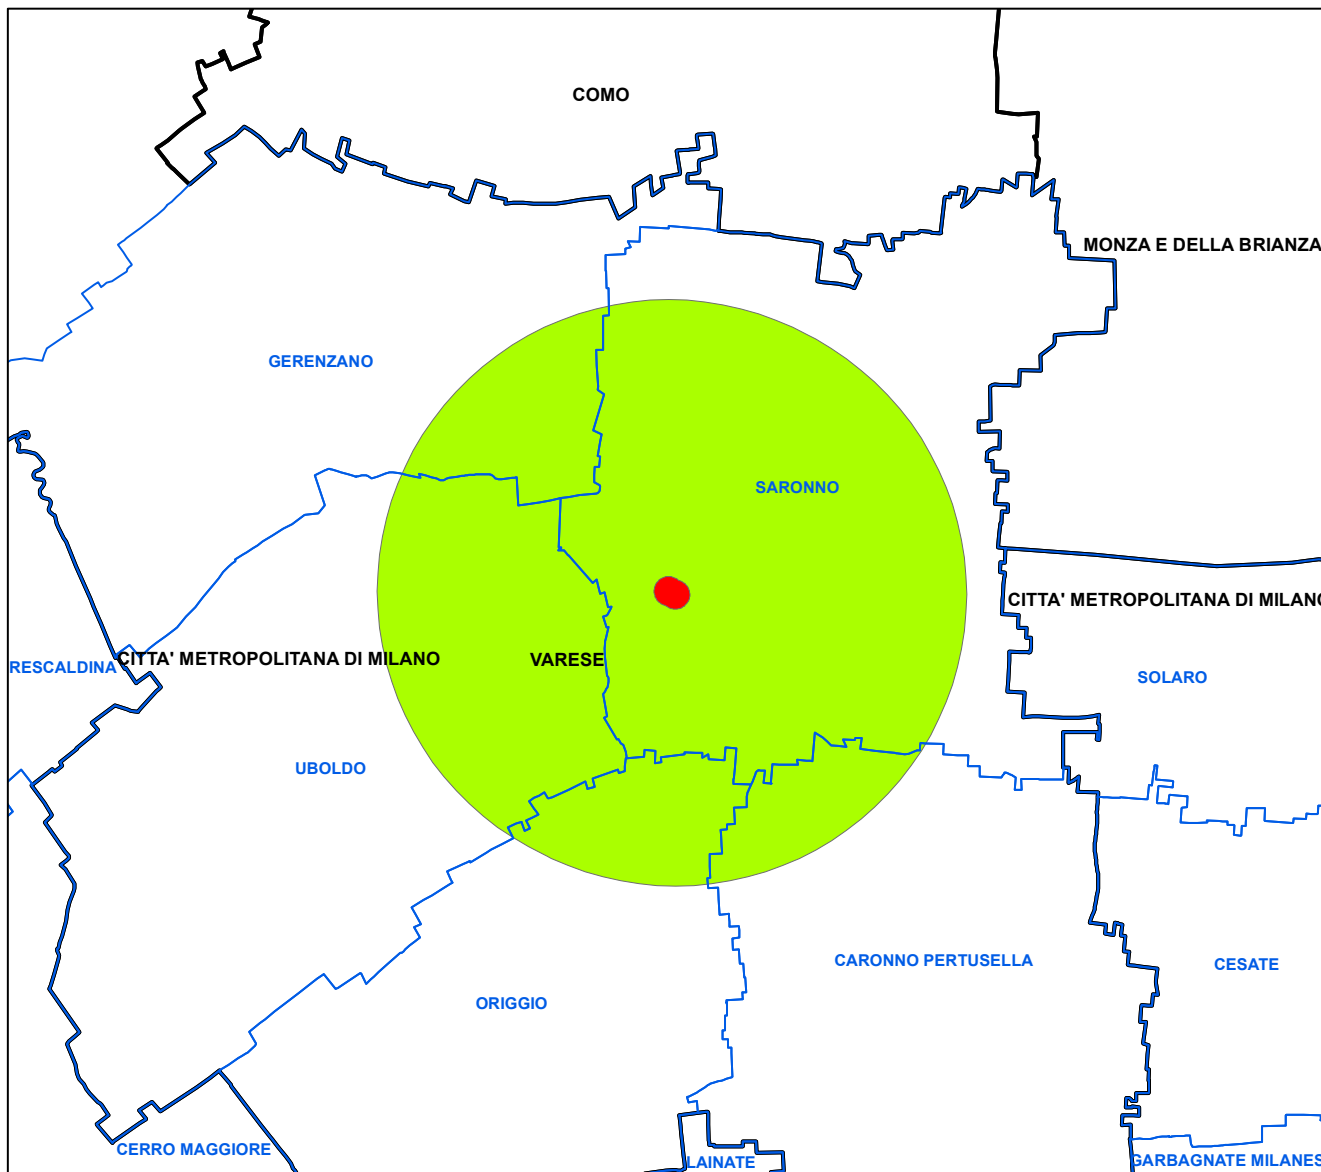 COMO
MONZA E DELLA BRIANZA
GERENZANO
SARONNO
CITTA' METROPOLITANA DI MILANO
RESCALDINA
CITTA' METROPOLITANA DI MILANO
VARESE
SOLARO
UBOLDO
CARONNO PERTUSELLA
CESATE
ORIGGIO
CERRO MAGGIORE
LAINATE
GARBAGNATE MILANES